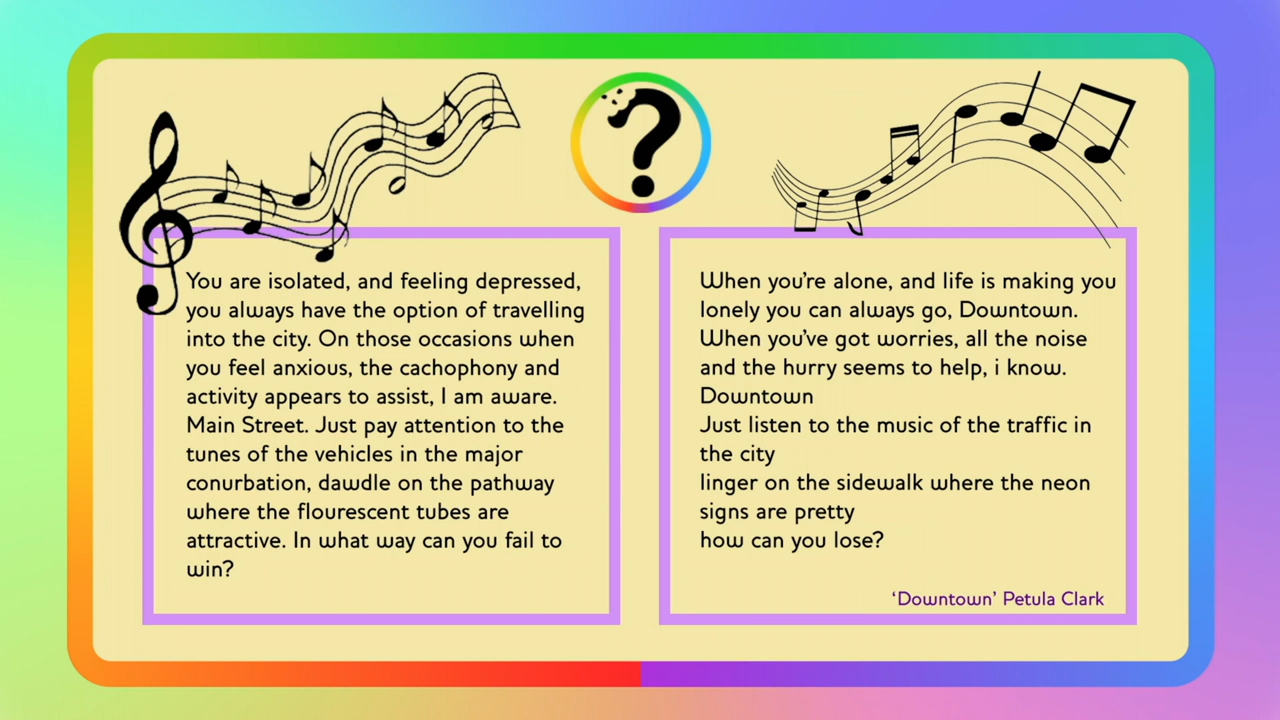 ?
You are isolated, and feeling depressed,
you always have the option of travelling
into the city. On those occasions when
you feel anxious, the cachophony and
activity appears to assist, I am aware.
Main Street. Just pay attention to the
tunes of the vehicles in the major
conurbation, dawdle on the pathway
where the flourescent tubes are
attractive. In what way can you fail to
win?
When you’re alone, and life is making you
lonely you can always go, Downtown.
When you’ve got worries, all the noise
and the hurry seems to help, i know.
Downtown
Just listen to the music of the traffic in
the city
linger on the sidewalk where the neon
signs are pretty
how can you lose?
‘Downtown’ Petula Clark